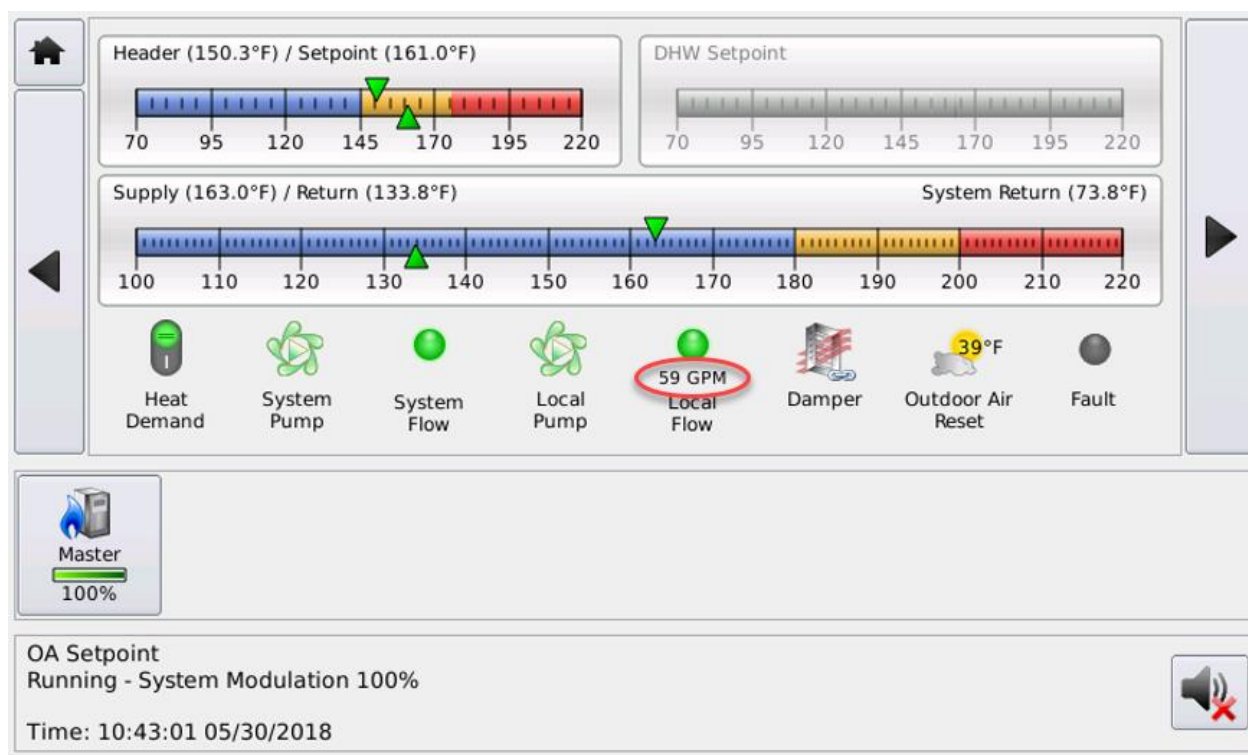 Header (150.3°F) / Setpoint (161.0°F)
70 95 120 145 170 195 220
DHW Setpoint
70 95 120 145 170 195 220
Supply (163.0°F) / Return (133.8°F) System Return (73.8°F)
100 110 120 130 140 150 160 170 180 190 200 210 220
Heat
Demand
System
Pump
System
Flow
Local
Pump
59 GPM
Local
Flow
Damper
39°F
Outdoor Air
Reset
Fault
Master
100%
OA Setpoint
Running - System Modulation 100%
Time: 10:43:01 05/30/2018